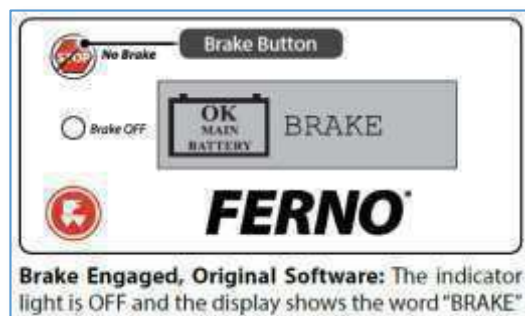 Brake Button
STOP No Brake
Brake OFF
OK
MAIN
BATTERY
BRAKE
FERNO®
Brake Engaged, Original Software: The indicator
light is OFF and the display shows the word "BRAKE"